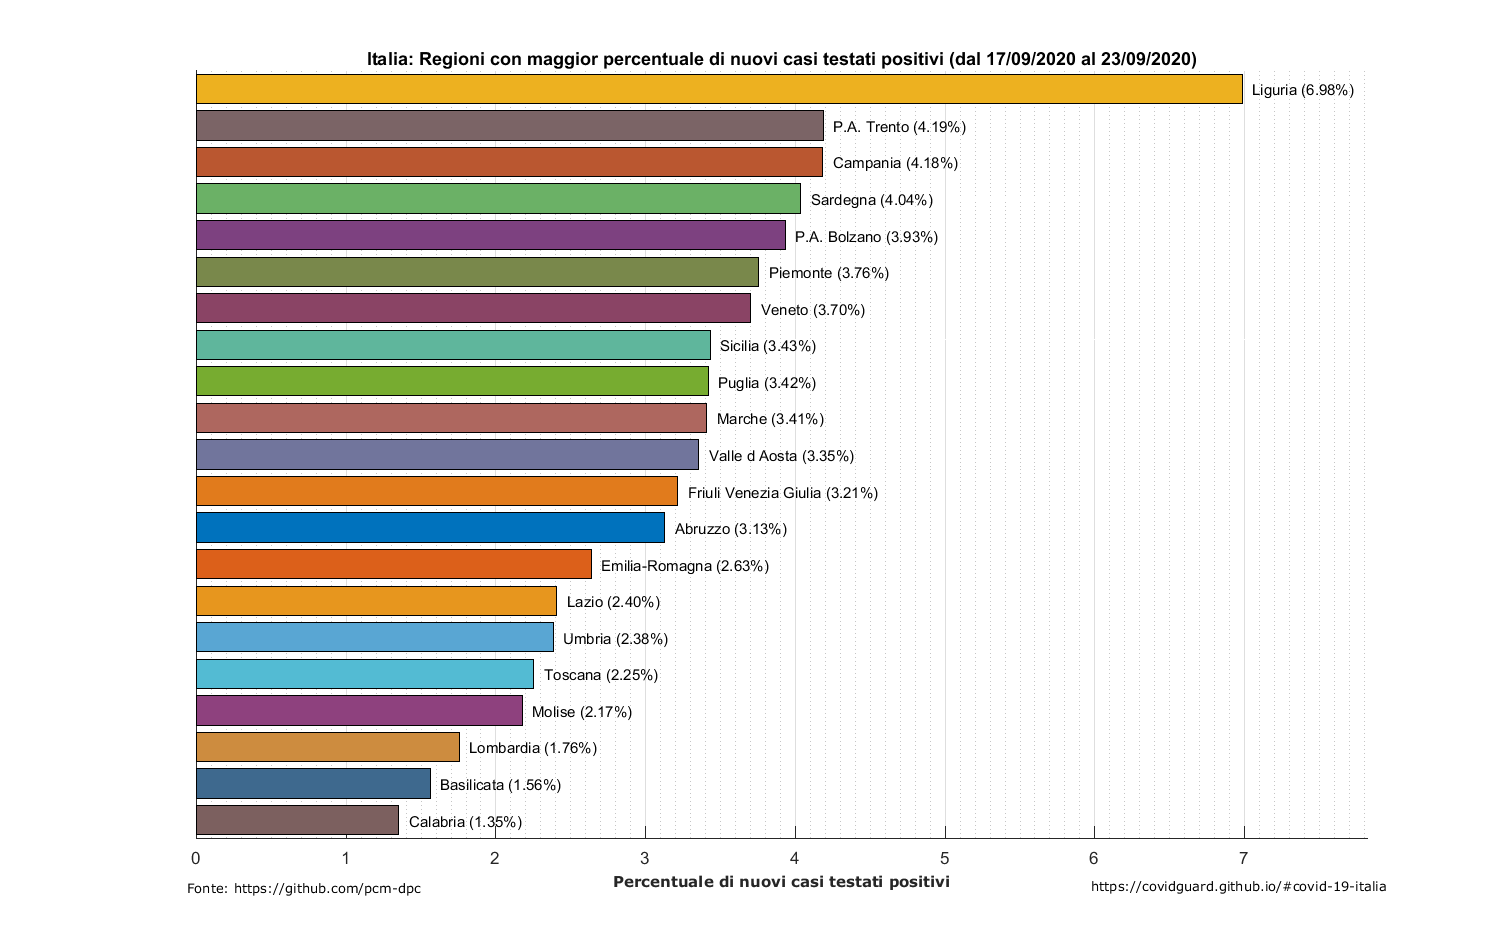 Italia: Regioni con maggior percentuale di nuovi casi testati positivi (dal 17/09/2020 al 23/09/2020)
Liguria (6.98%)
P.A. Trento (4.19%)
Campania (4.18%)
Sardegna (4.04%)
P.A. Bolzano (3.93%)
Piemonte (3.76%)
Veneto (3.70%)
Sicilia (3.43%)
Puglia (3.42%)
Marche (3.41%)
Valle d Aosta (3.35%)
Friuli Venezia Giulia (3.21%)
Abruzzo (3.13%)
Emilia-Romagna (2.63%)
Lazio (2.40%)
Umbria (2.38%)
Toscana (2.25%)
Molise (2.17%)
Lombardia (1.76%)
Basilicata (1.56%)
Calabria (1.35%)
0 1 2 3 4 5 6 7
Percentuale di nuovi casi testati positivi
Fonte: https://github.com/pcm-dpc
https://covidguard.github.io/#covid-19-italia